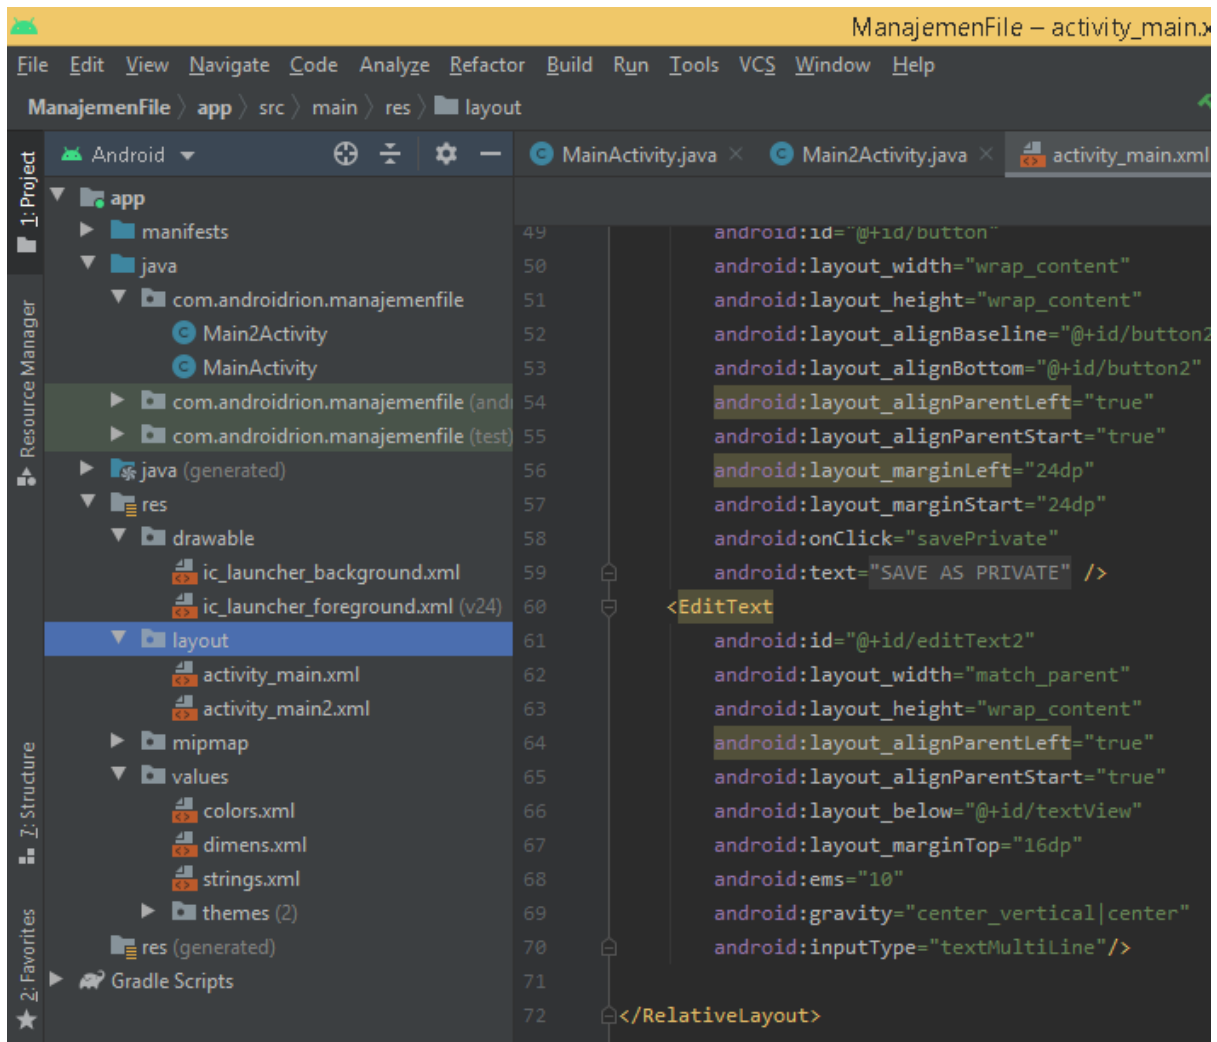 ManajemenFile – activity_main.x
File Edit View Navigate Code Analyze Refactor Build Run Tools VCS Window Help
ManajemenFile app src main res layout
1: Project
Resource Manager
7: Structure
2: Favorites
Android
app
manifests
java
com.androidrion.manajemenfile
Main2Activity
MainActivity
com.androidrion.manajemenfile (andr
com.androidrion.manajemenfile (test)
java (generated)
res
drawable
ic_launcher_background.xml
ic_launcher_foreground.xml (v24)
layout
activity_main.xml
activity_main2.xml
mipmap
values
colors.xml
dimens.xml
strings.xml
themes (2)
res (generated)
Gradle Scripts
MainActivity.java Main2Activity.java activity_main.xml
49 android:id="@+id/button"
50 android:layout_width="wrap_content"
51 android:layout_height="wrap_content"
52 android:layout_alignBaseline="@+id/button2
53 android:layout_alignBottom="@+id/button2"
54 android:layout_alignParentLeft="true"
55 android:layout_alignParentStart="true"
56 android:layout_marginLeft="24dp"
57 android:layout_marginStart="24dp"
58 android:onClick="savePrivate"
59 android:text="SAVE AS PRIVATE" />
60 <EditText
61 android:id="@+id/editText2"
62 android:layout_width="match_parent"
63 android:layout_height="wrap_content"
64 android:layout_alignParentLeft="true"
65 android:layout_alignParentStart="true"
66 android:layout_below="@+id/textView"
67 android:layout_marginTop="16dp"
68 android:ems="10"
69 android:gravity="center_vertical|center"
70 android:inputType="textMultiLine"/>
71
72 </RelativeLayout>